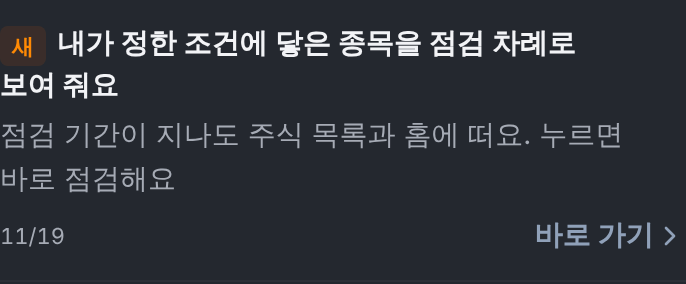 새 내가 정한 조건에 닿은 종목을 점검 차례로
보여 줘요
점검 기간이 지나도 주식 목록과 홈에 떠요. 누르면
바로 점검해요
11/19 바로 가기 >